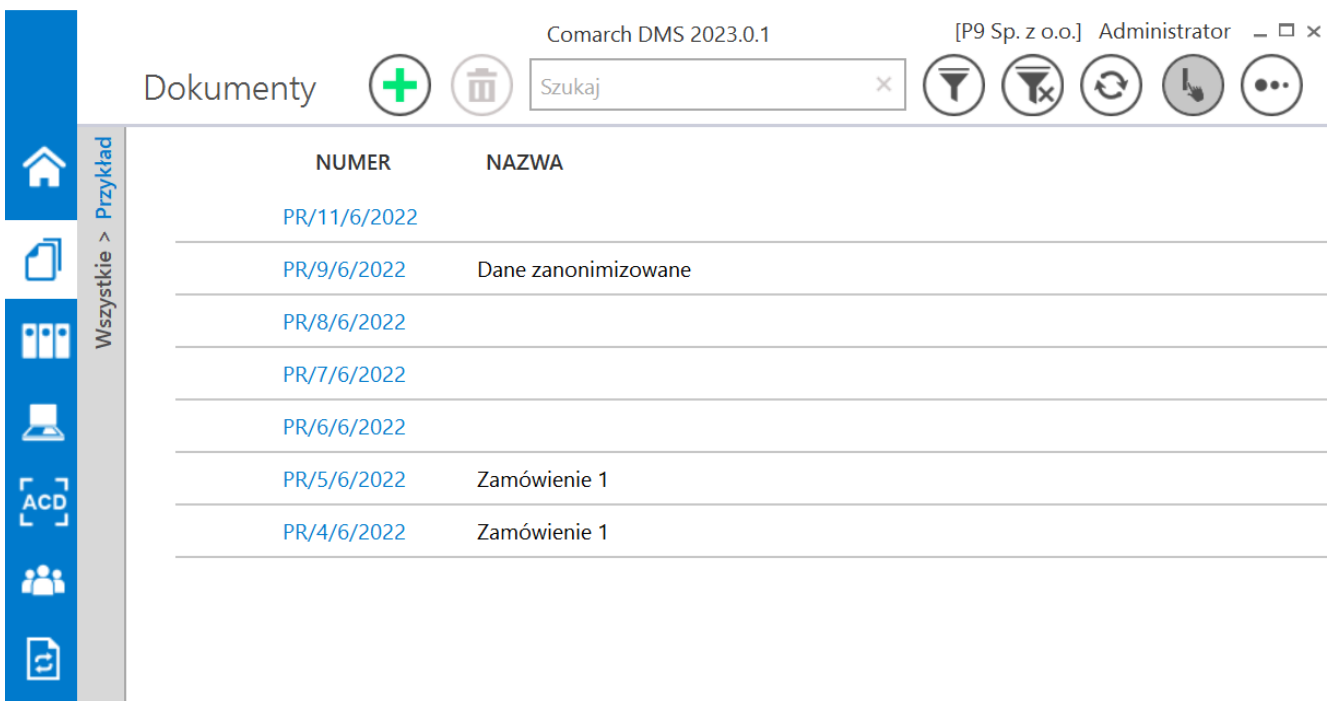 Comarch DMS 2023.0.1
[P9 Sp. z o.o.] Administrator
Dokumenty
Szukaj
Wszystkie > Przykład
ACD
NUMER NAZWA
PR/11/6/2022
PR/9/6/2022 Dane zanonimizowane
PR/8/6/2022
PR/7/6/2022
PR/6/6/2022
PR/5/6/2022 Zamówienie 1
PR/4/6/2022 Zamówienie 1